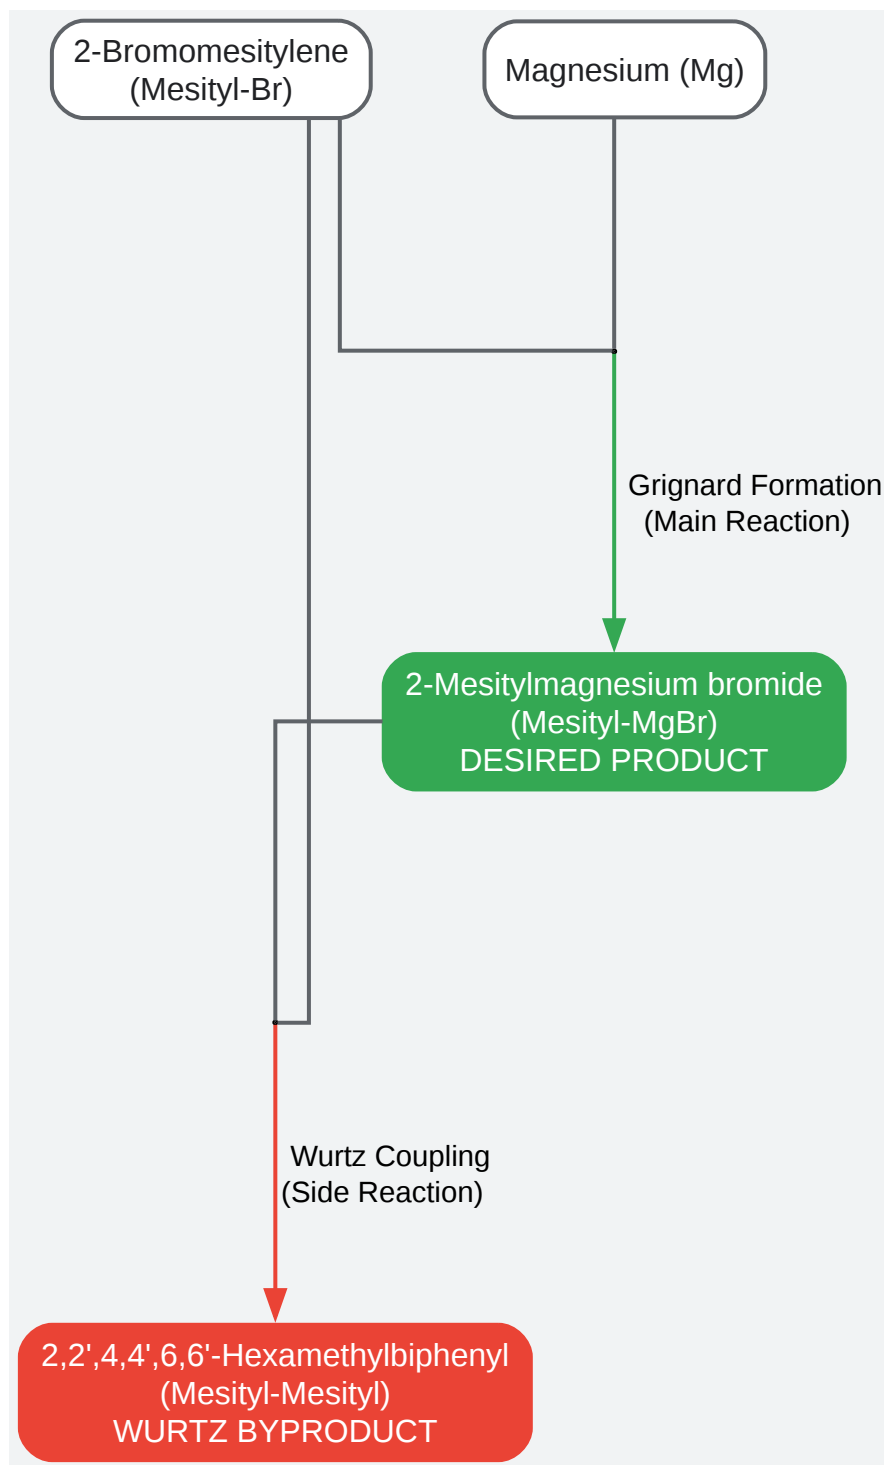 2-Bromomesitylene
(Mesityl-Br)
Magnesium (Mg)
Grignard Formation
(Main Reaction)
2-Mesitylmagnesium bromide
(Mesityl-MgBr)
DESIRED PRODUCT
Wurtz Coupling
(Side Reaction)
2,2',4,4',6,6'-Hexamethylbiphenyl
(Mesityl-Mesityl)
WURTZ BYPRODUCT